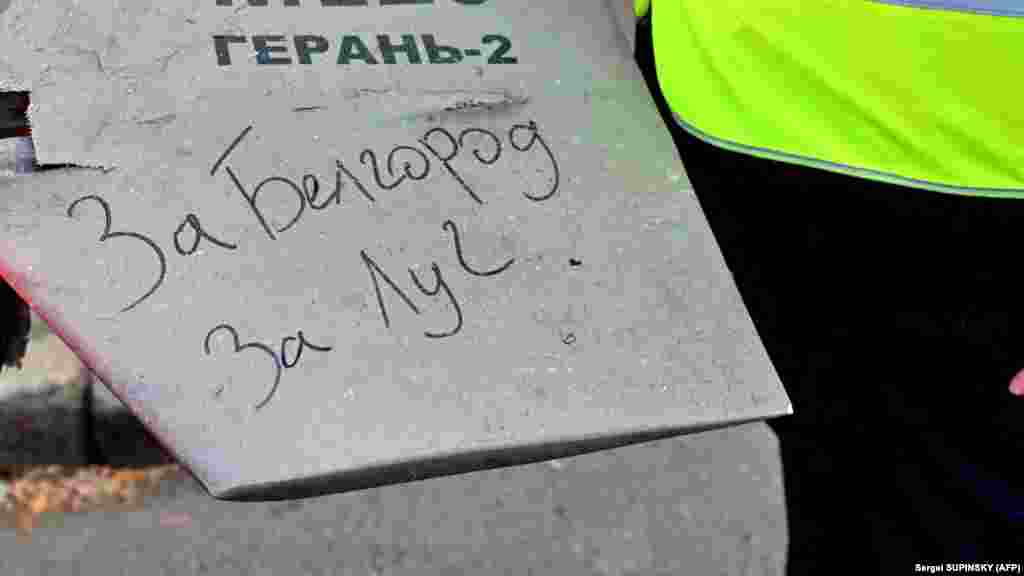 ГЕРАНЬ-2
За Белгород
за Луг.
Sergei SUPINSKY (AFP)